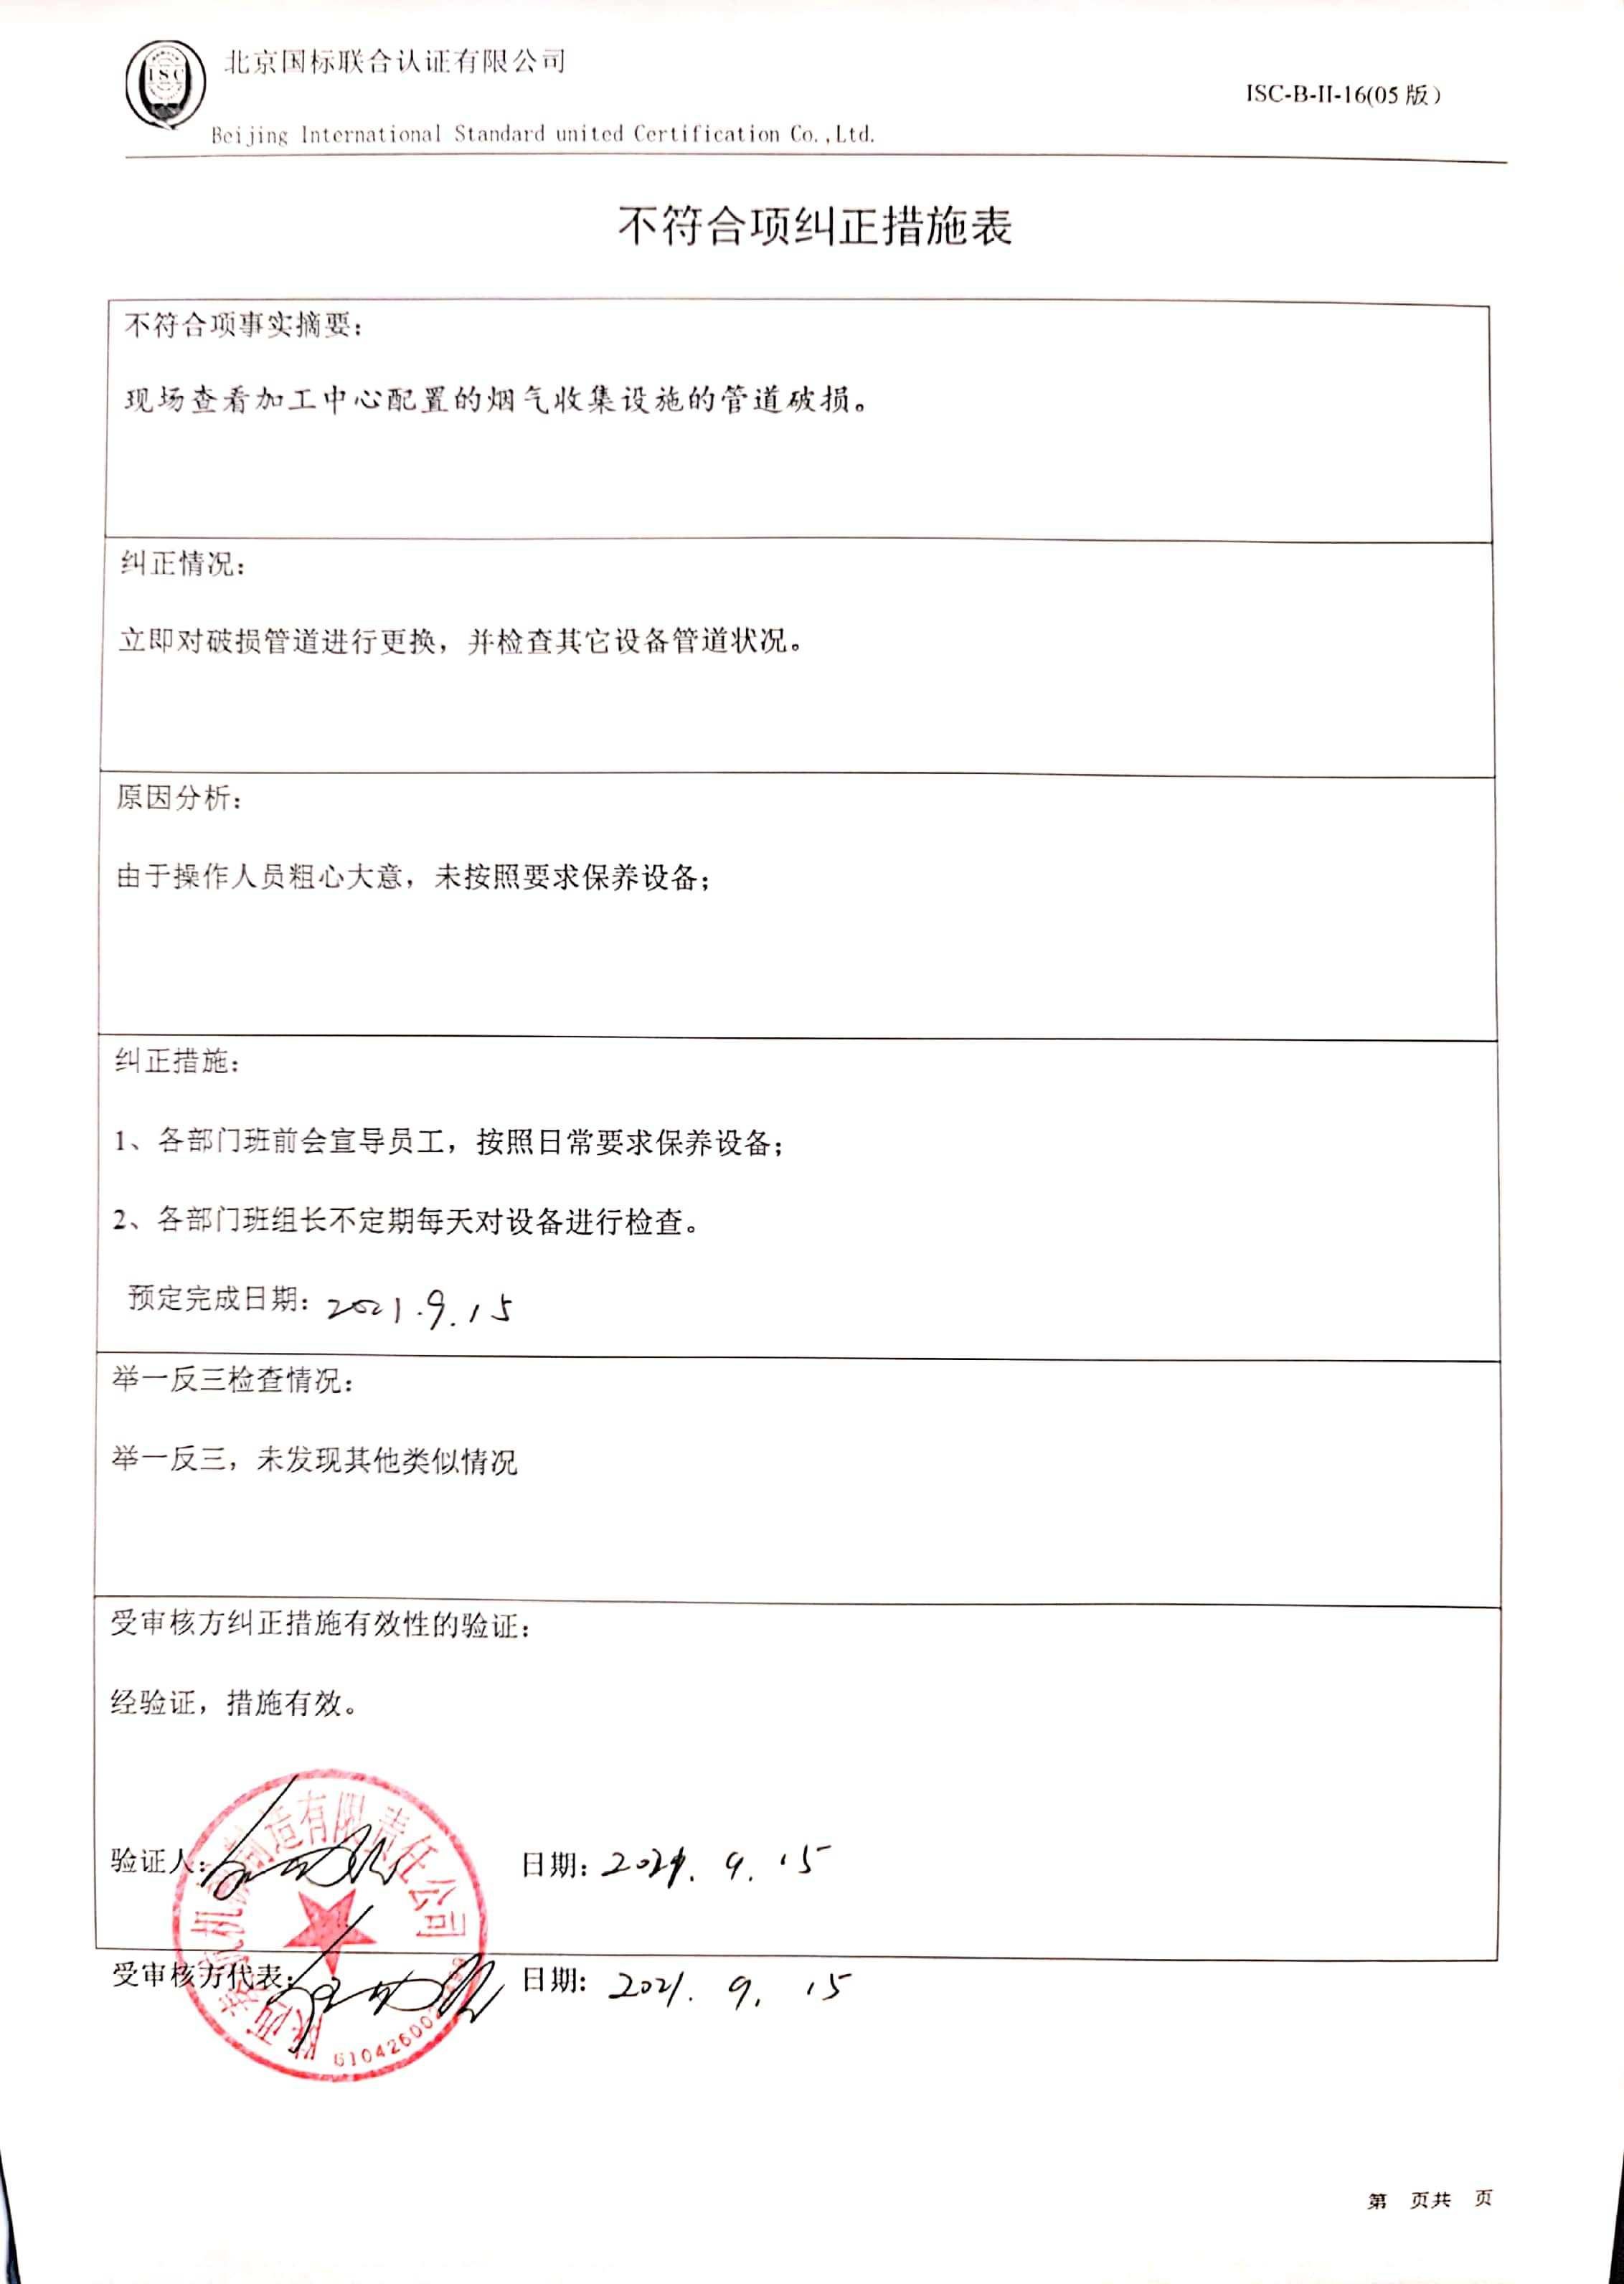 ISC
北京国标联合认证有限公司
ISC-B-II-16(05 版)
Beijing International Standard united Certification Co.,Ltd.
不符合项纠正措施表
不符合项事实摘要:
现场查看加工中心配置的烟气收集设施的管道破损。
纠正情况:
立即对破损管道进行更换，并检查其它设备管道状况。
原因分析:
由于操作人员粗心大意，未按照要求保养设备；
纠正措施:
1、各部门班前会宣导员工，按照日常要求保养设备；
2、各部门班组长不定期每天对设备进行检查。
预定完成日期: 2021.9.15
举一反三检查情况:
举一反三，未发现其他类似情况
受审核方纠正措施有效性的验证:
经验证，措施有效。
验证人: 日期: 2021.9.15
受审核方代表: 日期: 2021.9.15
制造有限责任公司
第 页共 页